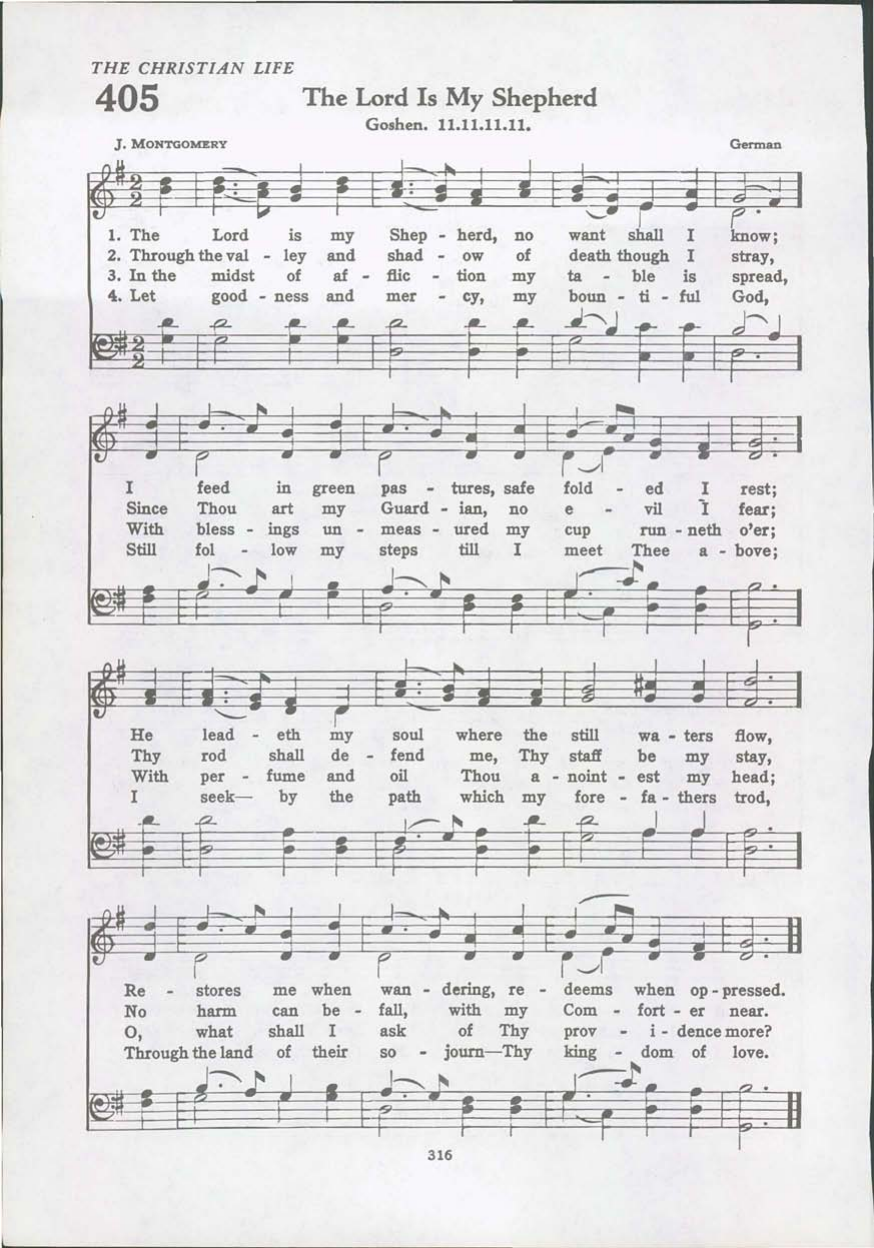 THE CHRISTIAN LIFE
405 The Lord Is My Shepherd
Goshen. 11.11.11.11.
J. MONTGOMERY German
1. The Lord is my Shep - herd, no want shall I know;
2. Through the val - ley and shad - ow of death though I stray,
3. In the midst of af - flic - tion my ta - ble is spread,
4. Let good - ness and mer - cy, my boun - ti - ful God,
I feed in green pas - tures, safe fold - ed I rest;
Since Thou art my Guard - ian, no e - vil I fear;
With bless - ings un - meas - ured my cup run - neth o'er;
Still fol - low my steps till I meet Thee a - bove;
He lead - eth my soul where the still wa - ters flow,
Thy rod shall de - fend me, Thy staff be my stay,
With per - fume and oil Thou a - noint - est my head;
I seek— by the path which my fore - fa - thers trod,
Re - stores me when wan - dering, re - deems when op - pressed.
No harm can be - fall, with my Com - fort - er near.
O, what shall I ask of Thy prov - i - dence more?
Through the land of their so - journ—Thy king - dom of love.
316